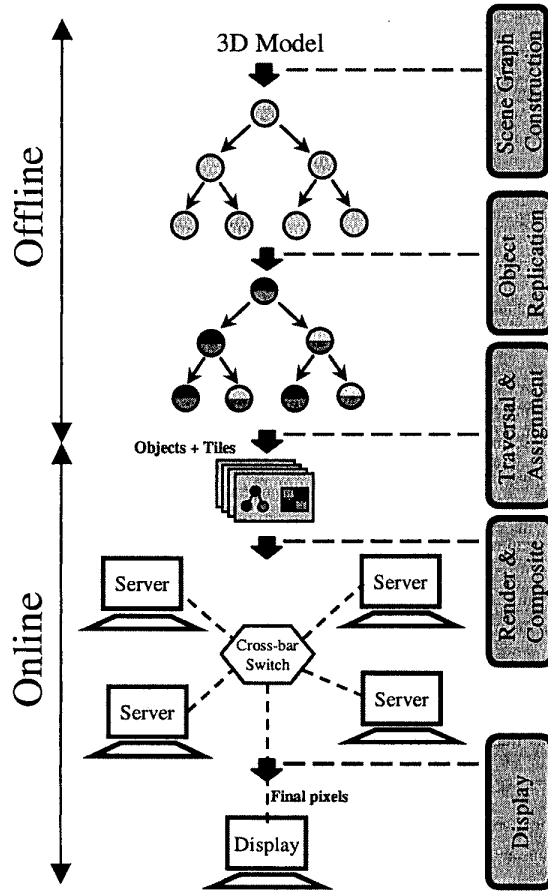 3D Model
Scene Graph
Construction
Offline
Object
Replication
Traversal &
Assignment
Objects + Tiles
Render &
Composite
Server
Server
Cross-bar
Switch
Server
Server
Online
Final pixels
Display
Display